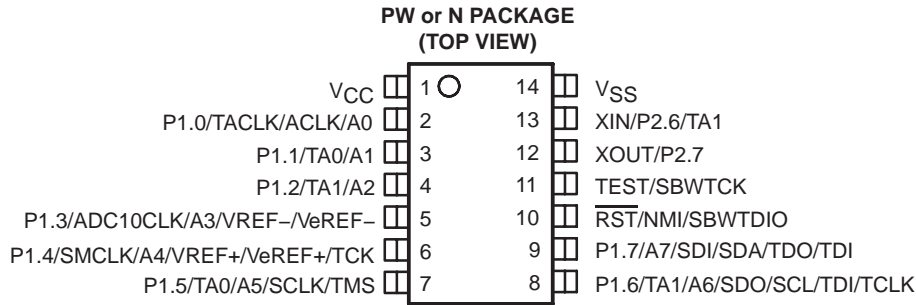 PW or N PACKAGE
(TOP VIEW)
VCC 1 14 VSS
P1.0/TACLK/ACLK/A0 2 13 XIN/P2.6/TA1
P1.1/TA0/A1 3 12 XOUT/P2.7
P1.2/TA1/A2 4 11 TEST/SBWTCK
P1.3/ADC10CLK/A3/VREF−/VeREF− 5 10 RST/NMI/SBWTDIO
P1.4/SMCLK/A4/VREF+/VeREF+/TCK 6 9 P1.7/A7/SDI/SDA/TDO/TDI
P1.5/TA0/A5/SCLK/TMS 7 8 P1.6/TA1/A6/SDO/SCL/TDI/TCLK